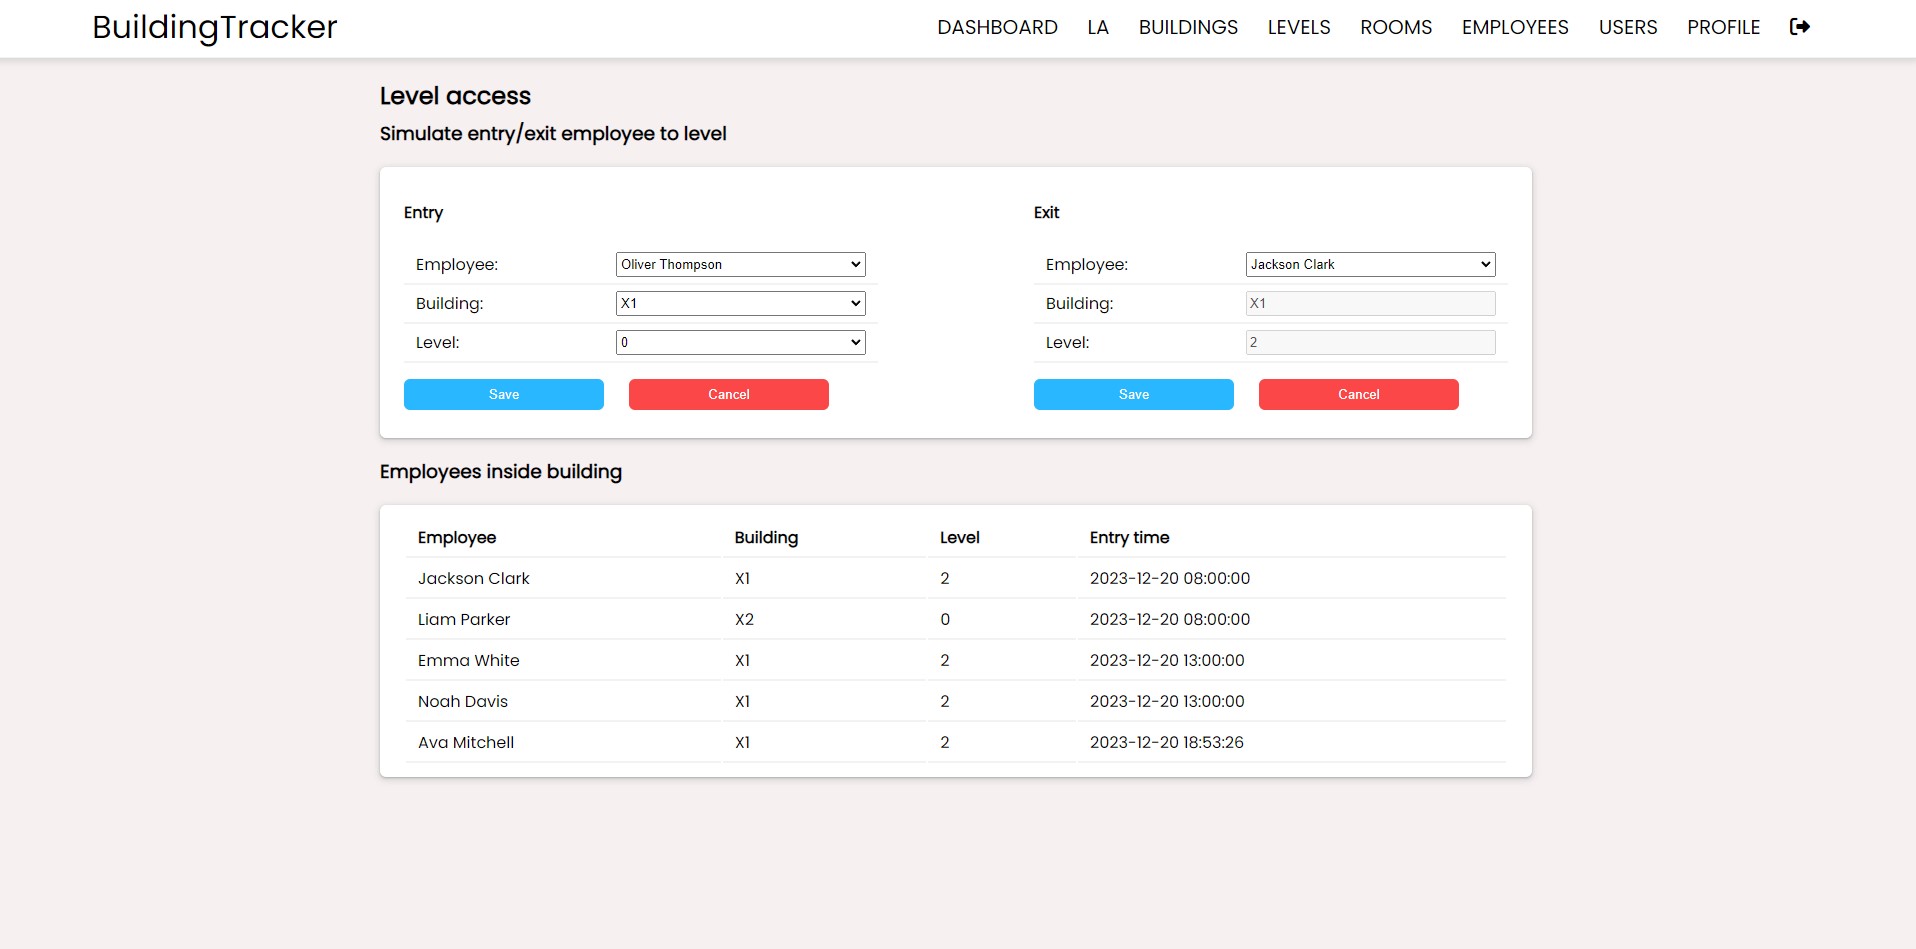 BuildingTracker DASHBOARD LA BUILDINGS LEVELS ROOMS EMPLOYEES USERS PROFILE
Level access
Simulate entry/exit employee to level
Entry
Employee: Oliver Thompson
Building: X1
Level: 0
Save Cancel
Exit
Employee: Jackson Clark
Building: X1
Level: 2
Save Cancel
Employees inside building
Employee Building Level Entry time
Jackson Clark X1 2 2023-12-20 08:00:00
Liam Parker X2 0 2023-12-20 08:00:00
Emma White X1 2 2023-12-20 13:00:00
Noah Davis X1 2 2023-12-20 13:00:00
Ava Mitchell X1 2 2023-12-20 18:53:26